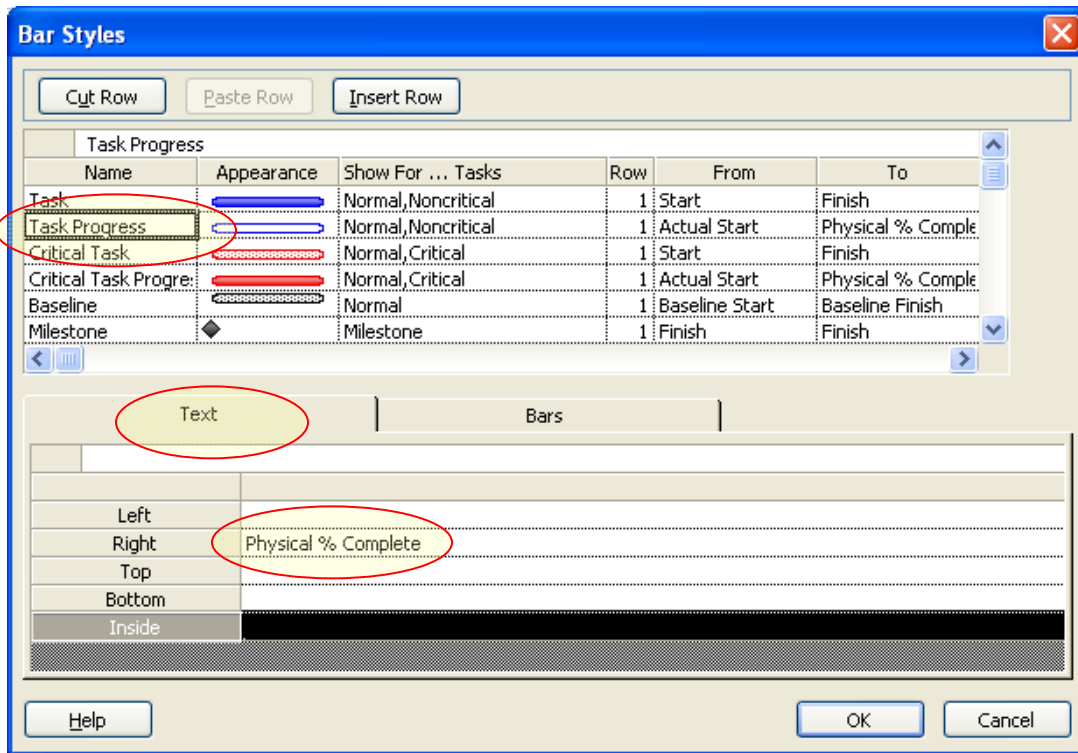 Bar Styles
Cut Row Paste Row Insert Row
Task Progress
Name Appearance Show For ... Tasks Row From To
Task Normal,Noncritical 1 Start Finish
Task Progress Normal,Noncritical 1 Actual Start Physical % Comple
Critical Task Normal,Critical 1 Start Finish
Critical Task Progre: Normal,Critical 1 Actual Start Physical % Comple
Baseline Normal 1 Baseline Start Baseline Finish
Milestone Milestone 1 Finish Finish
Text Bars
Left
Right Physical % Complete
Top
Bottom
Inside
Help OK Cancel